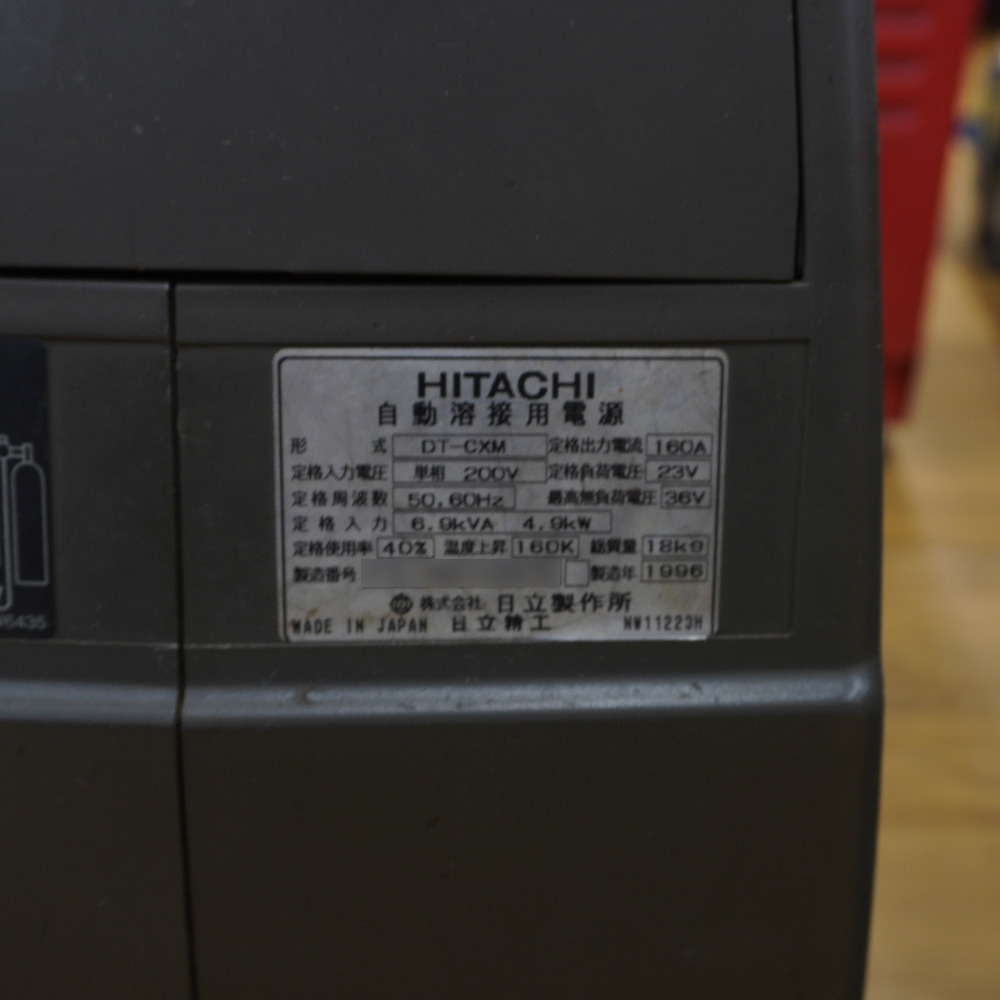 HITACHI
自動溶接用電源
形 式 DT-CXM 定格出力電流 160A
定格入力電圧 単相 200V 定格負荷電圧 23V
定格周波数 50,60Hz 最高無負荷電圧 36V
定格入力 6.9kVA 4.9kW
定格使用率 40% 温度上昇 160K 総質量 18kg
製造番号 製造年 1996
株式会社 日立製作所
MADE IN JAPAN 日立精工 NW11223H
6435